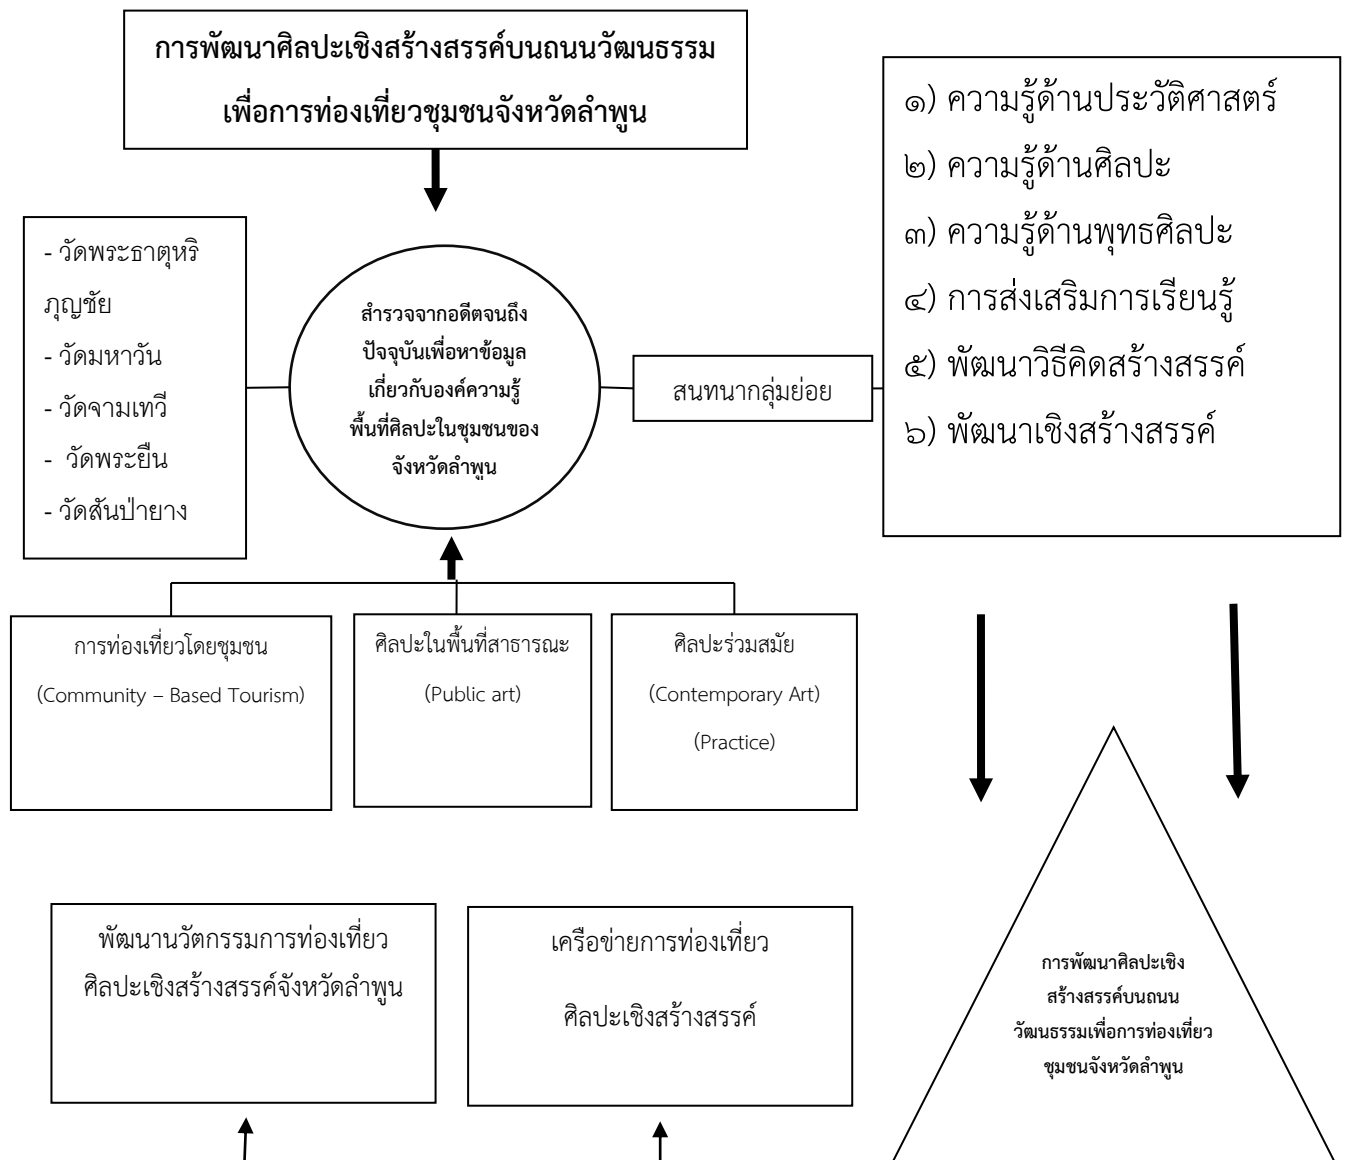 การพัฒนาศิลปะเชิงสร้างสรรค์บนถนนวัฒนธรรม
เพื่อการท่องเที่ยวชุมชนจังหวัดลำพูน
- วัดพระธาตุหริ
ภุญชัย
- วัดมหาวัน
- วัดจามเทวี
- วัดพระยืน
- วัดสันป่ายาง
สำรวจจากอดีตจนถึง
ปัจจุบันเพื่อหาข้อมูล
เกี่ยวกับองค์ความรู้
พื้นที่ศิลปะในชุมชนของ
จังหวัดลำพูน
สนทนากลุ่มย่อย
๑) ความรู้ด้านประวัติศาสตร์
๒) ความรู้ด้านศิลปะ
๓) ความรู้ด้านพุทธศิลปะ
๔) การส่งเสริมการเรียนรู้
๕) พัฒนาวิธีคิดสร้างสรรค์
๖) พัฒนาเชิงสร้างสรรค์
การท่องเที่ยวโดยชุมชน
(Community – Based Tourism)
ศิลปะในพื้นที่สาธารณะ
(Public art)
ศิลปะร่วมสมัย
(Contemporary Art)
(Practice)
พัฒนานวัตกรรมการท่องเที่ยว
ศิลปะเชิงสร้างสรรค์จังหวัดลำพูน
เครือข่ายการท่องเที่ยว
ศิลปะเชิงสร้างสรรค์
การพัฒนาศิลปะเชิง
สร้างสรรค์บนถนน
วัฒนธรรมเพื่อการท่องเที่ยว
ชุมชนจังหวัดลำพูน